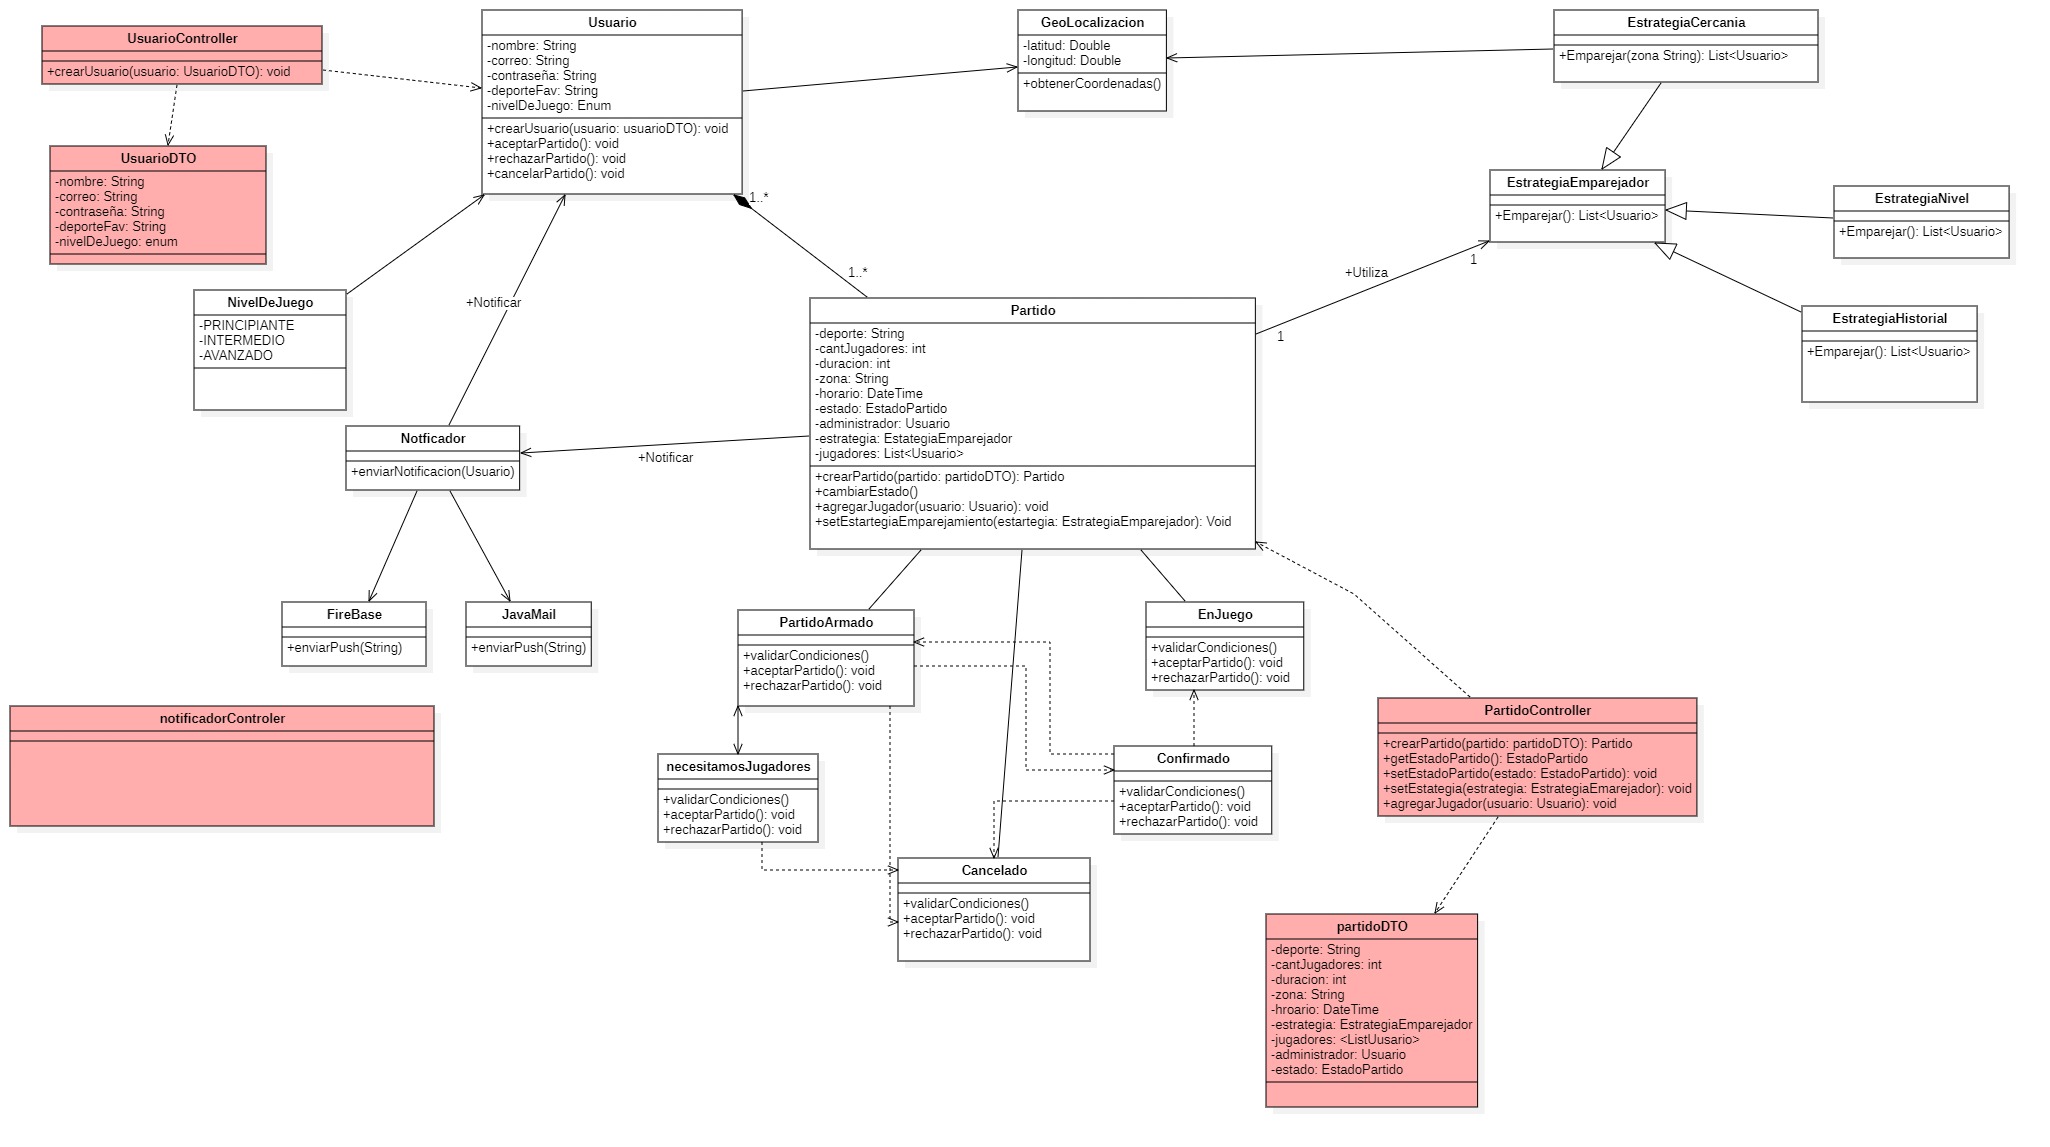 UsuarioController
+crearUsuario(usuario: UsuarioDTO): void
UsuarioDTO
-nombre: String
-correo: String
-contraseña: String
-deporteFav: String
-nivelDeJuego: enum
Usuario
-nombre: String
-correo: String
-contraseña: String
-deporteFav: String
-nivelDeJuego: Enum
+crearUsuario(usuario: usuarioDTO): void
+aceptarPartido(): void
+rechazarPartido(): void
+cancelarPartido(): void
GeoLocalizacion
-latitud: Double
-longitud: Double
+obtenerCoordenadas()
EstrategiaCercania
+Emparejar(zona String): List<Usuario>
EstrategiaEmparejador
+Emparejar(): List<Usuario>
EstrategiaNivel
+Emparejar(): List<Usuario>
EstrategiaHistorial
+Emparejar(): List<Usuario>
1..*
1..*
+Utiliza
1
1
NivelDeJuego
-PRINCIPIANTE
-INTERMEDIO
-AVANZADO
+Notificar
Partido
-deporte: String
-cantJugadores: int
-duracion: int
-zona: String
-horario: DateTime
-estado: EstadoPartido
-administrador: Usuario
-estrategia: EstategiaEmparejador
-jugadores: List<Usuario>
+crearPartido(partido: partidoDTO): Partido
+cambiarEstado()
+agregarJugador(usuario: Usuario): void
+setEstartegiaEmparejamiento(estartegia: EstrategiaEmparejador): Void
Notficador
+enviarNotificacion(Usuario)
+Notificar
FireBase
+enviarPush(String)
JavaMail
+enviarPush(String)
PartidoArmado
+validarCondiciones()
+aceptarPartido(): void
+rechazarPartido(): void
EnJuego
+validarCondiciones()
+aceptarPartido(): void
+rechazarPartido(): void
notificadorControler
necesitamosJugadores
+validarCondiciones()
+aceptarPartido(): void
+rechazarPartido(): void
Confirmado
+validarCondiciones()
+aceptarPartido(): void
+rechazarPartido(): void
PartidoController
+crearPartido(partido: partidoDTO): Partido
+getEstadoPartido(): EstadoPartido
+setEstadoPartido(estado: EstadoPartido): void
+setEstategia(estrategia: EstrategiaEmarejador): void
+agregarJugador(usuario: Usuario): void
Cancelado
+validarCondiciones()
+aceptarPartido(): void
+rechazarPartido(): void
partidoDTO
-deporte: String
-cantJugadores: int
-duracion: int
-zona: String
-hroario: DateTime
-estrategia: EstrategiaEmparejador
-jugadores: <ListUusario>
-administrador: Usuario
-estado: EstadoPartido